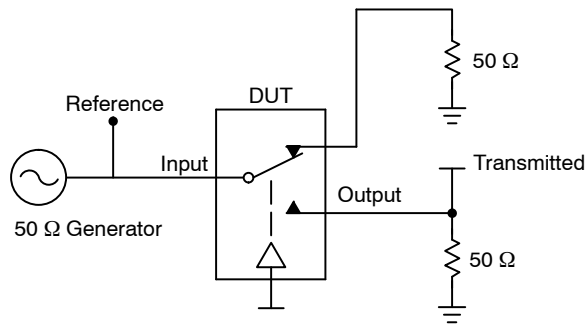 50 Ω
DUT
Reference
Input
Transmitted
Output
50 Ω Generator
50 Ω